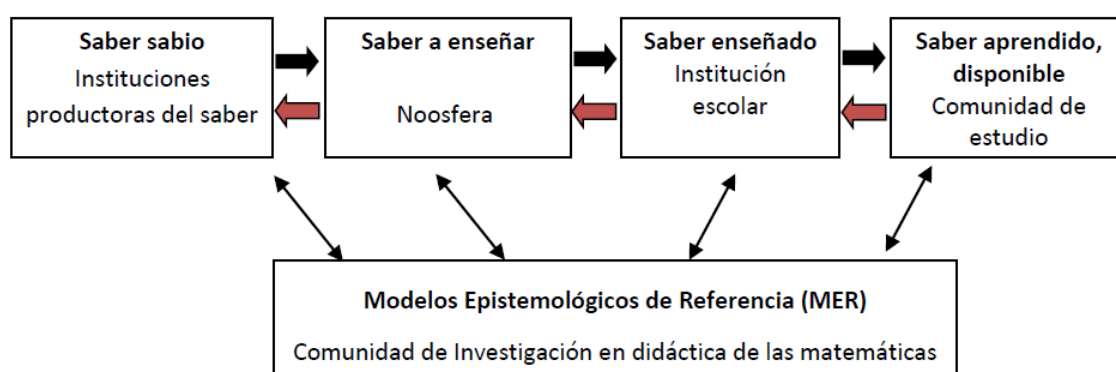 Saber sabio
Instituciones
productoras del saber
Saber a enseñar
Noosfera
Saber enseñado
Institución
escolar
Saber aprendido,
disponible
Comunidad de
estudio
Modelos Epistemológicos de Referencia (MER)
Comunidad de Investigación en didáctica de las matemáticas